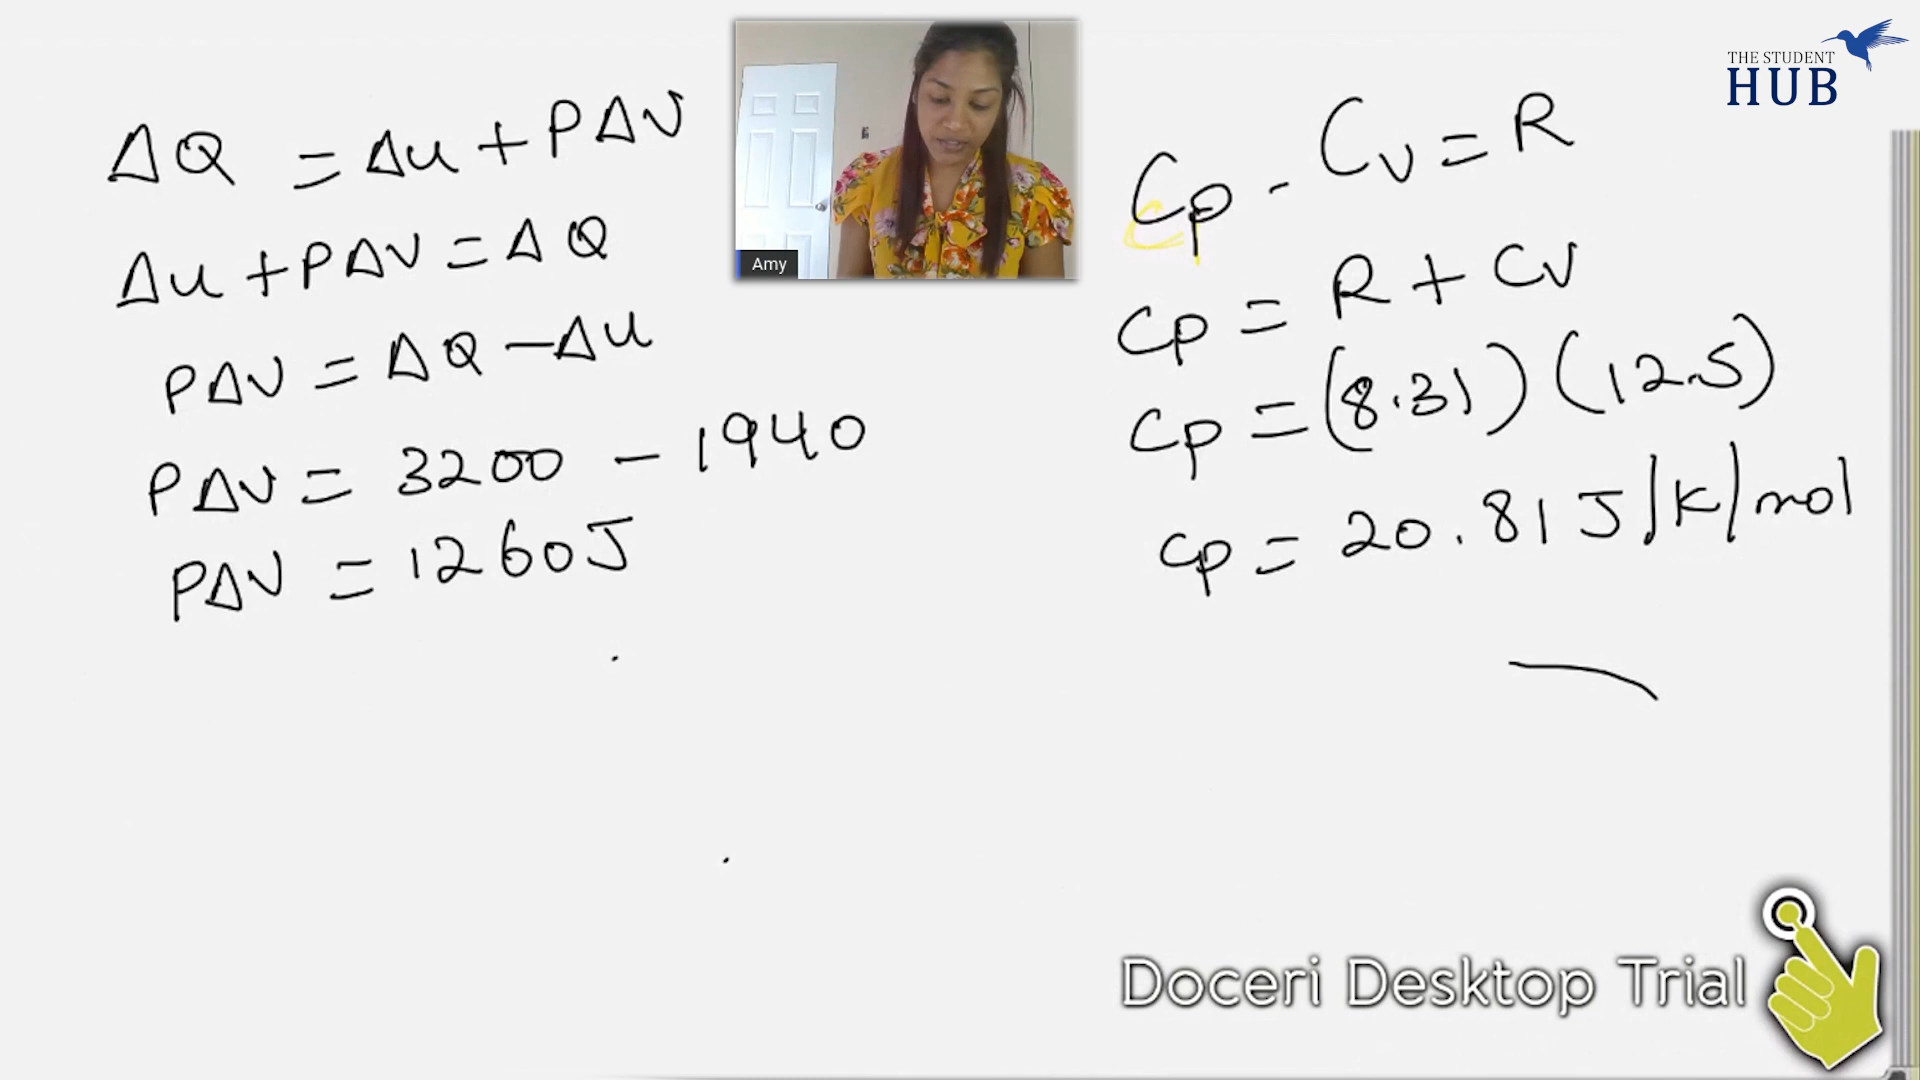 ΔQ = Δu + PΔV
Δu + PΔV = ΔQ
PΔV = ΔQ - Δu
PΔV = 3200 - 1940
PΔV = 1260J
Amy
Cp - Cv = R
Cp = R + Cv
Cp = (8.31) (12.5)
Cp = 20.81 J/K/mol
THE STUDENT
HUB
Doceri Desktop Trial